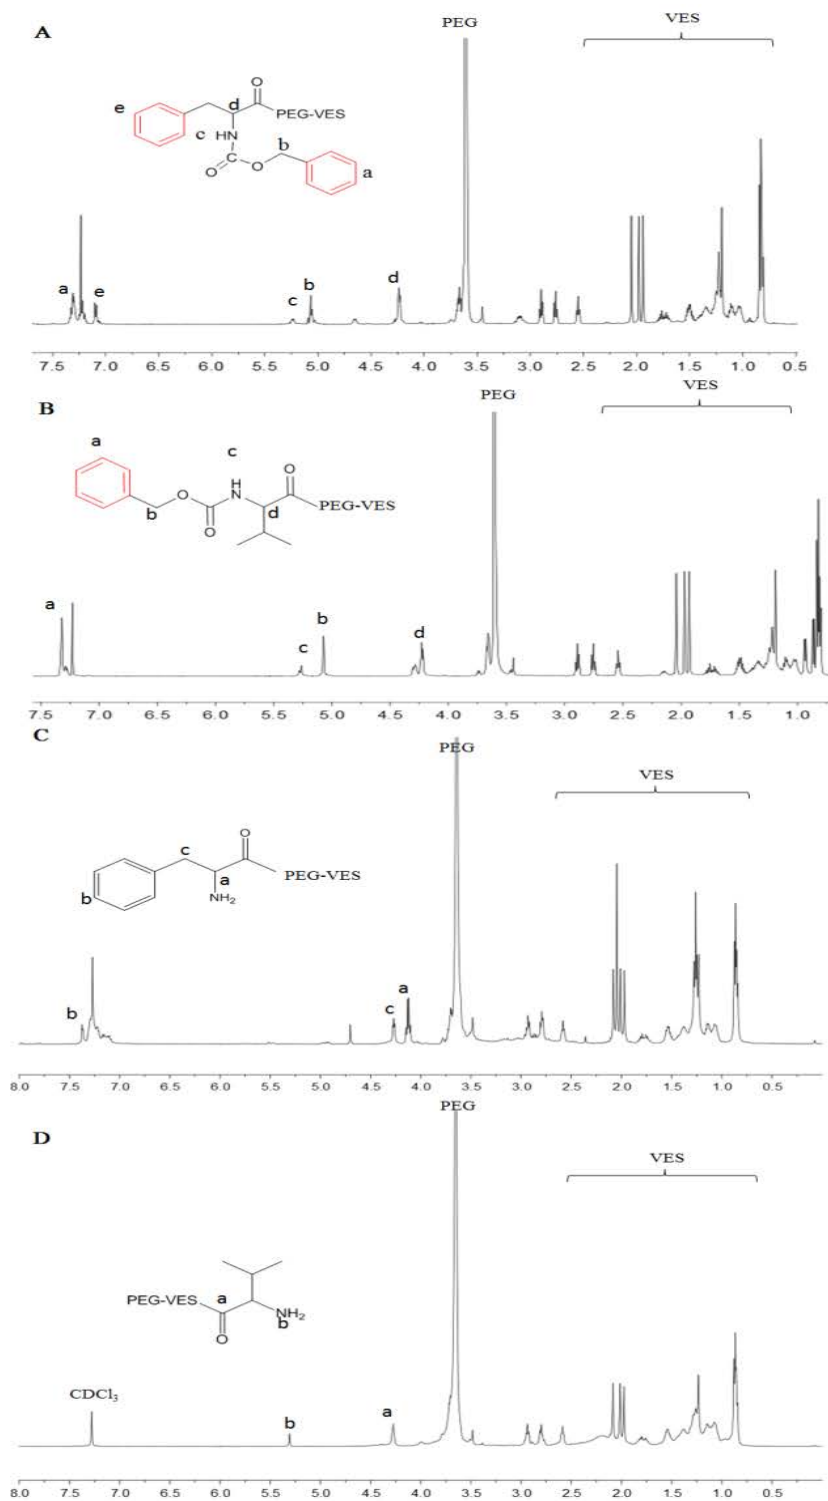 A
PEG
VES
O
e
d
PEG-VES
c
HN
b
C
O
O
a
a
e
c
b
d
7.5 7.0 6.5 6.0 5.5 5.0 4.5 4.0 3.5 3.0 2.5 2.0 1.5 1.0 0.5
B
PEG
VES
a
c
H
N
O
O
b
O
d
PEG-VES
a
c
b
d
7.5 7.0 6.5 6.0 5.5 5.0 4.5 4.0 3.5 3.0 2.5 2.0 1.5 1.0
C
PEG
VES
O
c
a
PEG-VES
b
NH2
b
c
a
8.0 7.5 7.0 6.5 6.0 5.5 5.0 4.5 4.0 3.5 3.0 2.5 2.0 1.5 1.0 0.5
D
PEG
VES
PEG-VES
a
NH2
b
O
CDCl3
b
a
8.0 7.5 7.0 6.5 6.0 5.5 5.0 4.5 4.0 3.5 3.0 2.5 2.0 1.5 1.0 0.5